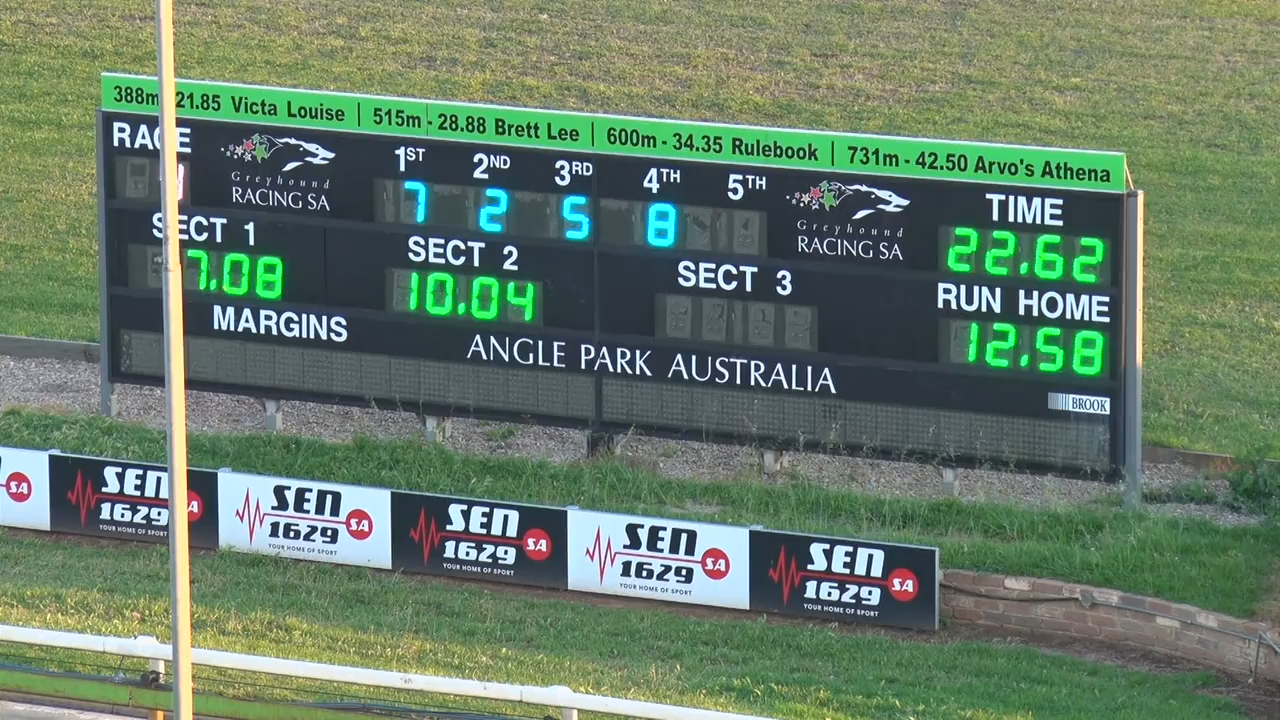 388m 21.85 Victa Louise | 515m - 28.88 Brett Lee | 600m - 34.35 Rulebook | 731m - 42.50 Arvo's Athena
RACE
Greyhound
RACING SA
1ST 2ND 3RD 4TH 5TH
7 2 5 8
Greyhound
RACING SA
TIME
22.62
SECT 1
7.08
SECT 2
10.04
SECT 3
RUN HOME
12.58
MARGINS
ANGLE PARK AUSTRALIA
BROOK
SA
SEN
1629 SA
YOUR HOME OF SPORT
SEN
1629 SA
YOUR HOME OF SPORT
SEN
1629 SA
YOUR HOME OF SPORT
SEN
1629 SA
YOUR HOME OF SPORT
SEN
1629 SA
YOUR HOME OF SPORT